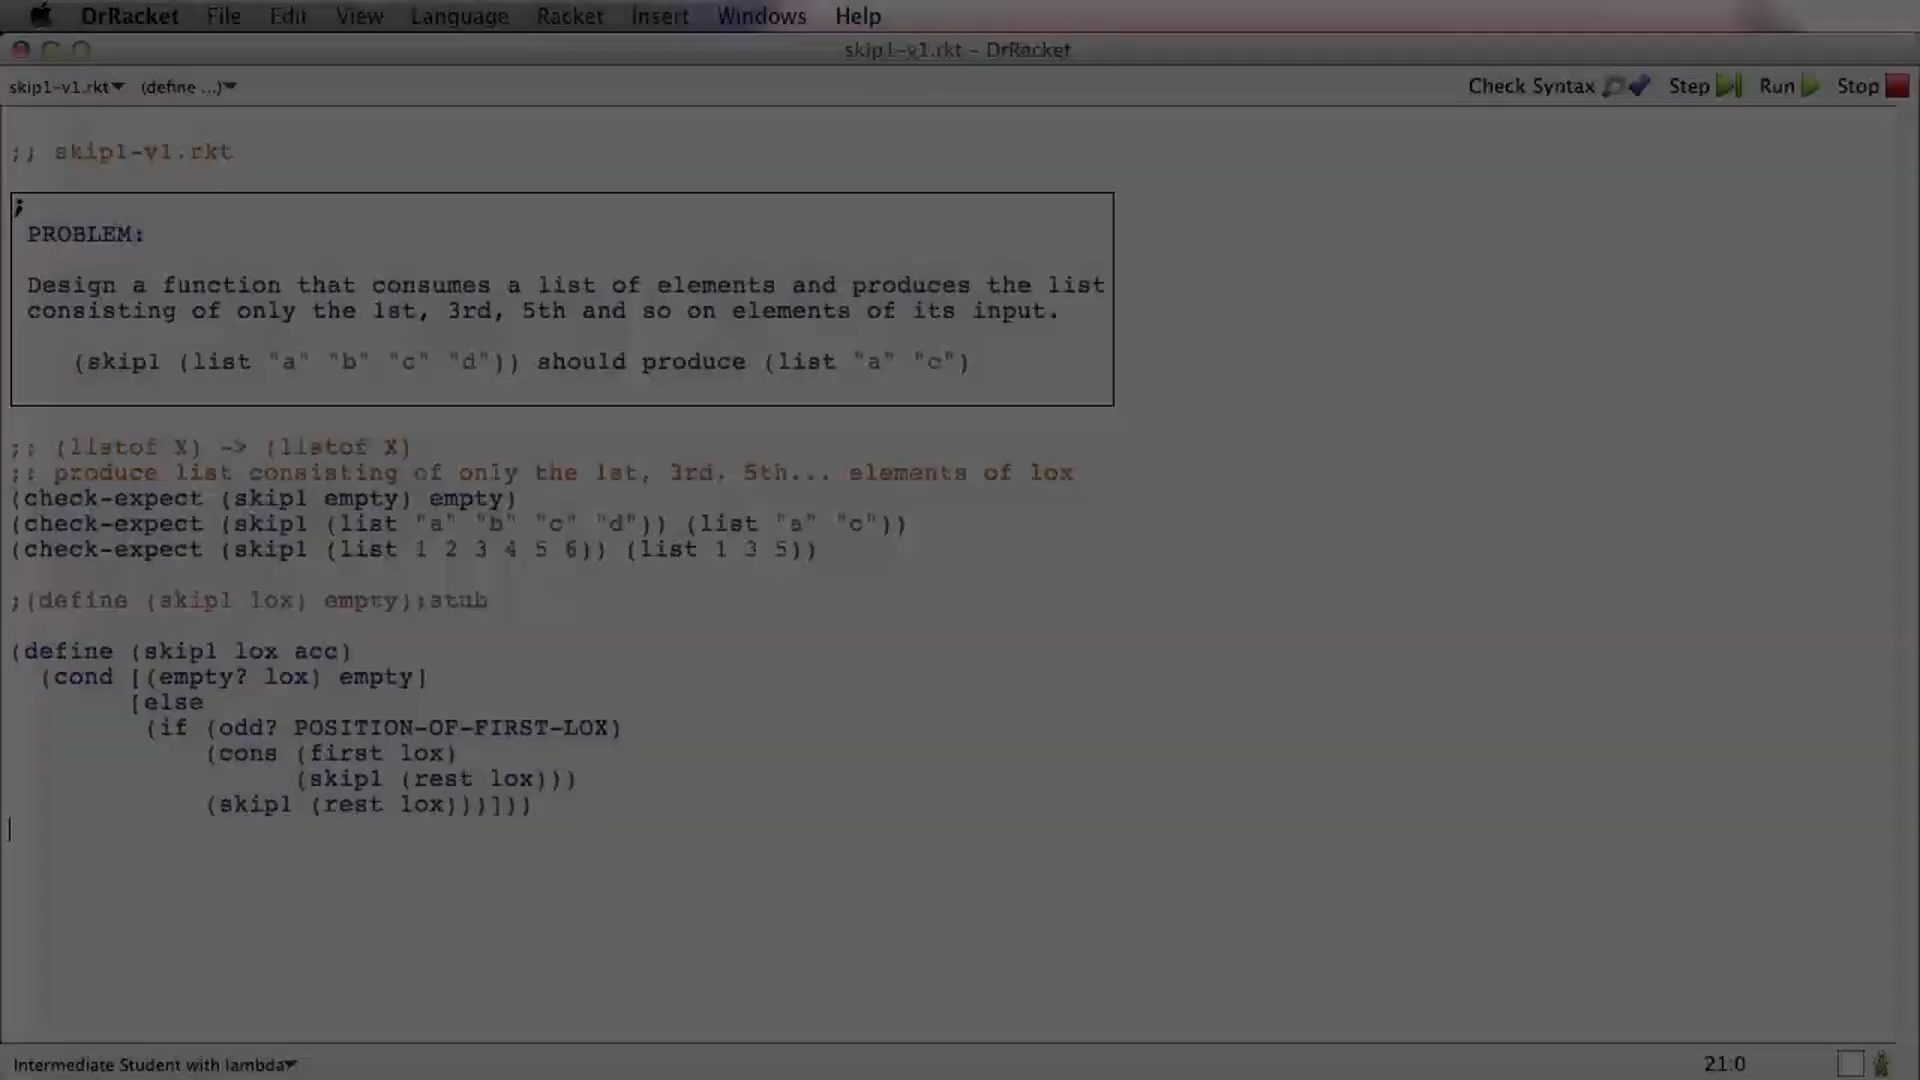 DrRacket File Edit View Language Racket Insert Windows Help
skip1-v1.rkt - DrRacket
skip1-v1.rkt (define ...) Check Syntax Step Run Stop
;; skip1-v1.rkt
;
PROBLEM:
Design a function that consumes a list of elements and produces the list
consisting of only the 1st, 3rd, 5th and so on elements of its input.
(skip1 (list "a" "b" "c" "d")) should produce (list "a" "c")
;; (listof X) -> (listof X)
;; produce list consisting of only the 1st, 3rd, 5th... elements of lox
(check-expect (skip1 empty) empty)
(check-expect (skip1 (list "a" "b" "c" "d")) (list "a" "c"))
(check-expect (skip1 (list 1 2 3 4 5 6)) (list 1 3 5))
;(define (skip1 lox) empty);stub
(define (skip1 lox acc)
(cond [(empty? lox) empty]
[else
(if (odd? POSITION-OF-FIRST-LOX)
(cons (first lox)
(skip1 (rest lox)))
(skip1 (rest lox)))]))
Intermediate Student with lambda 21:0